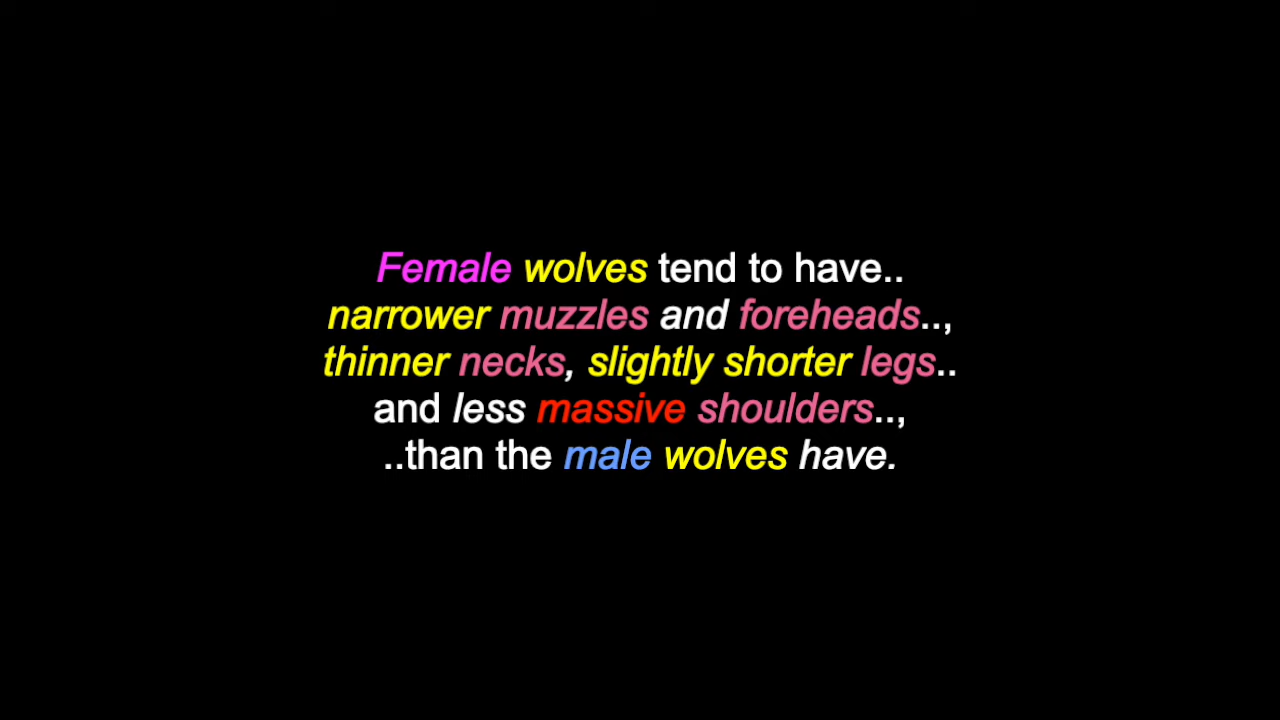 Female wolves tend to have..
narrower muzzles and foreheads..,
thinner necks, slightly shorter legs..
and less massive shoulders..,
..than the male wolves have.